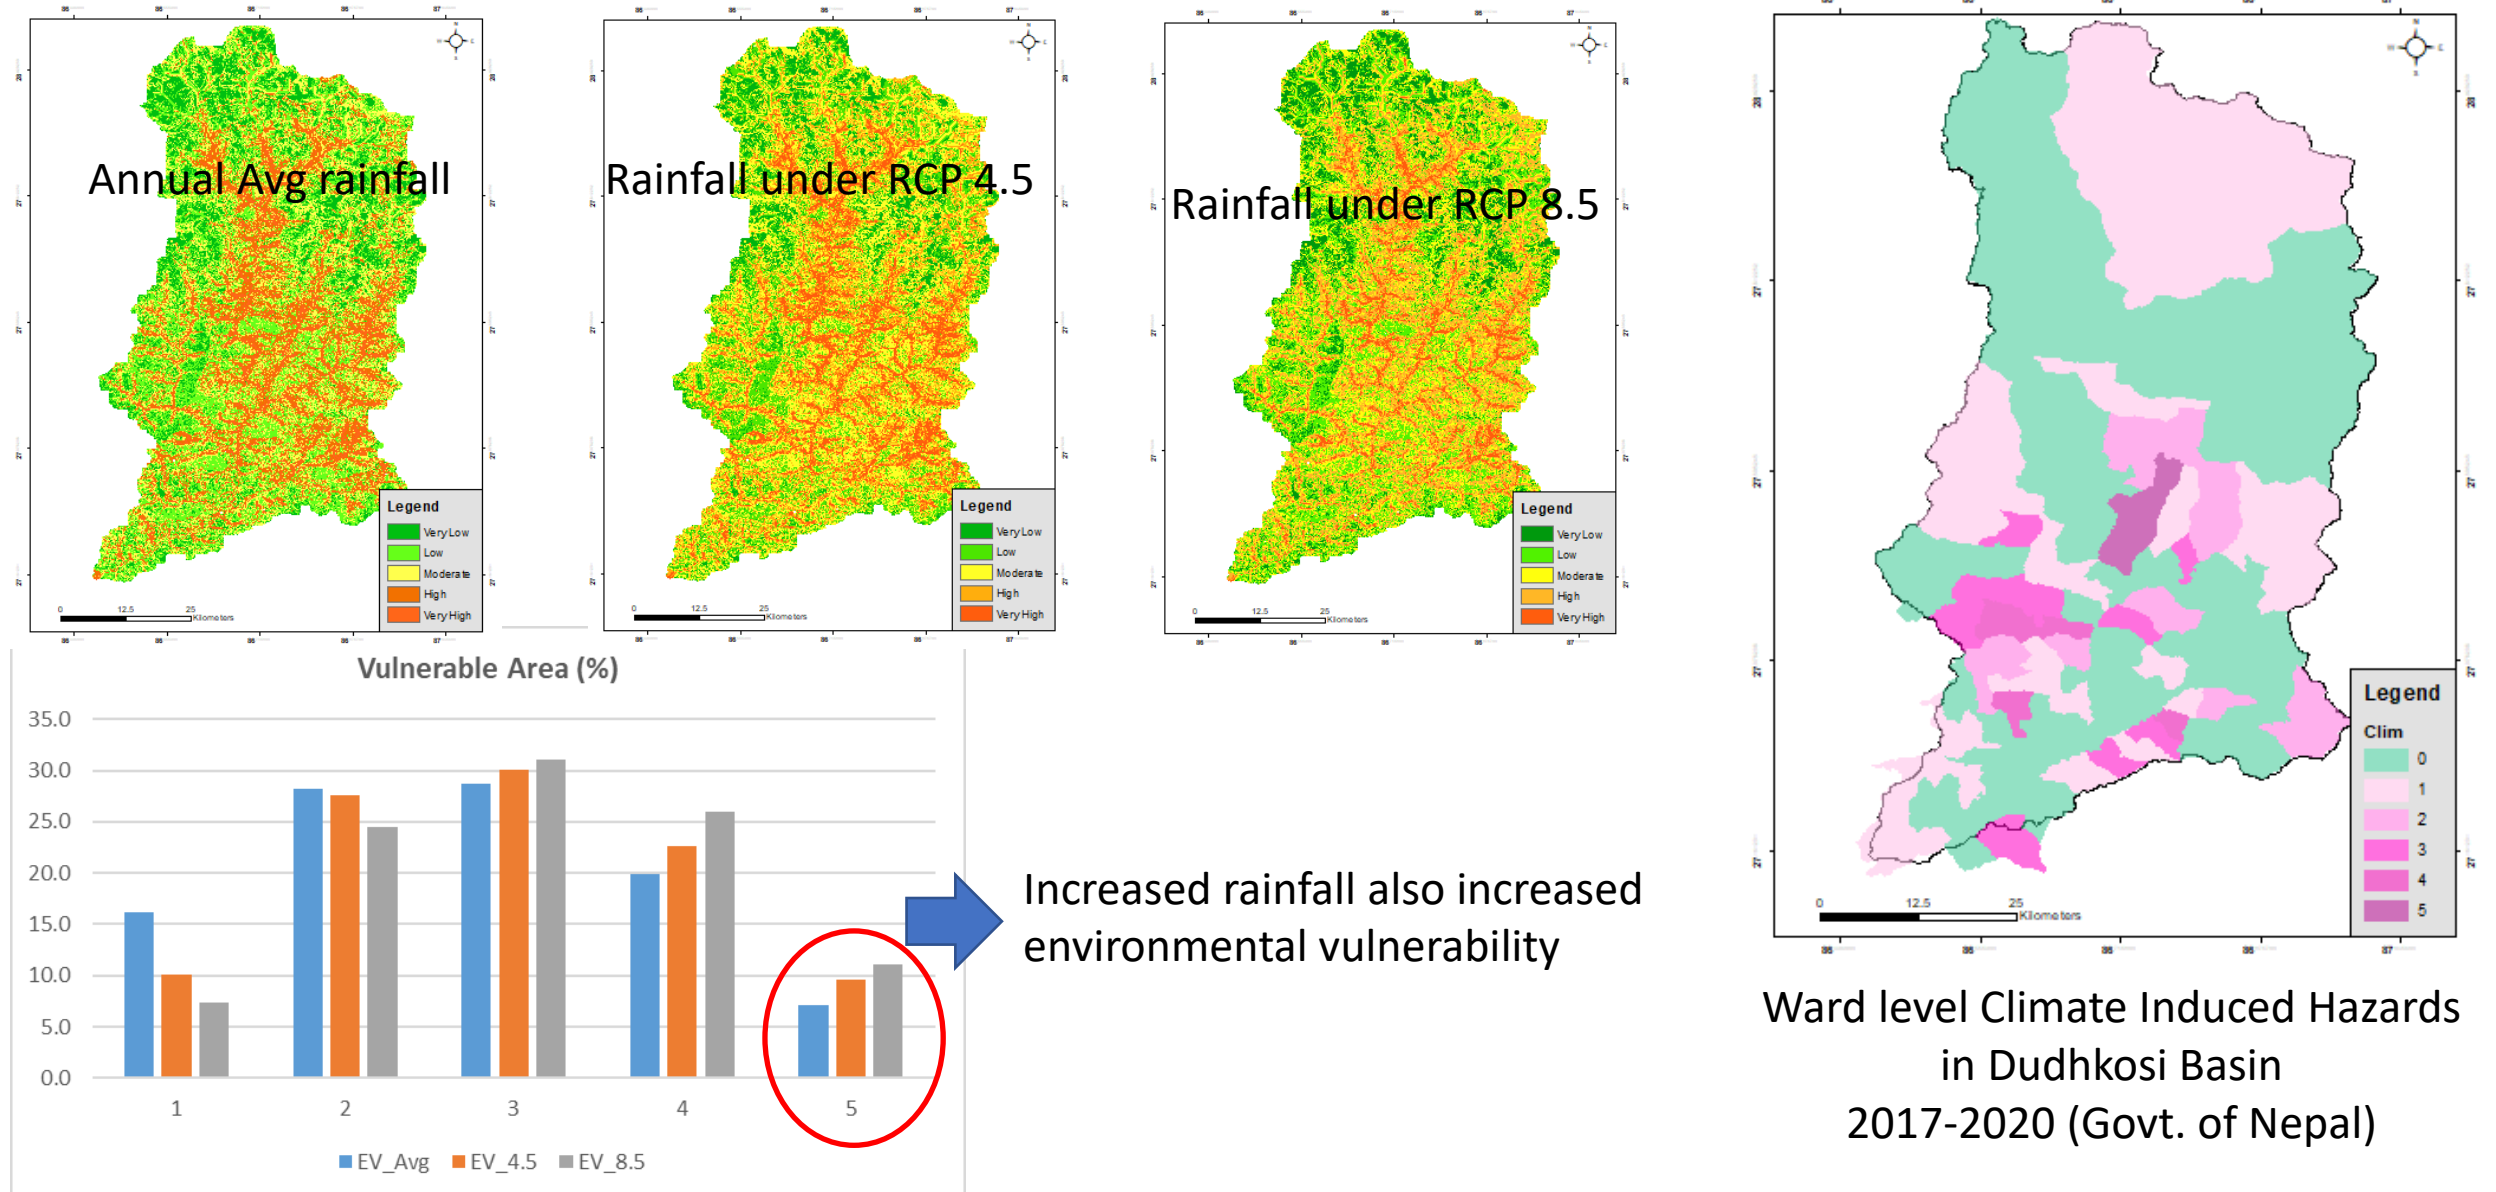 Annual Avg rainfall
Legend
Very Low
Low
Moderate
High
Very High
0 12.5 25
Kilometers
Rainfall under RCP 4.5
Legend
Very Low
Low
Moderate
High
Very High
0 12.5 25
Kilometers
Rainfall under RCP 8.5
Legend
Very Low
Low
Moderate
High
Very High
0 12.5 25
Kilometers
Legend
Clim
0
1
2
3
4
5
0 12.5 25
Kilometers
Ward level Climate Induced Hazards
in Dudhkosi Basin
2017-2020 (Govt. of Nepal)
Vulnerable Area (%)
35.0
30.0
25.0
20.0
15.0
10.0
5.0
0.0
1 2 3 4 5
EV_Avg EV_4.5 EV_8.5
Increased rainfall also increased
environmental vulnerability